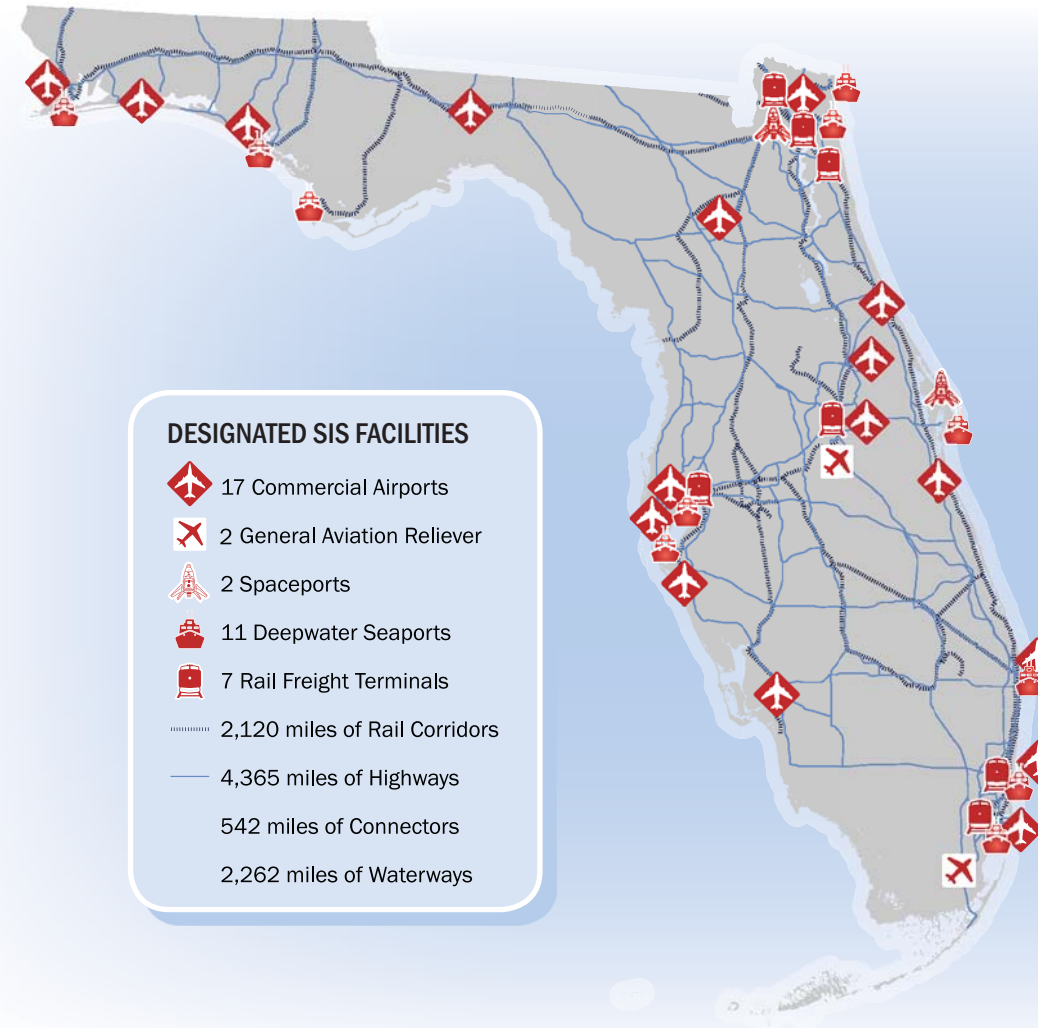 DESIGNATED SIS FACILITIES
17 Commercial Airports
2 General Aviation Reliever
2 Spaceports
11 Deepwater Seaports
7 Rail Freight Terminals
2,120 miles of Rail Corridors
4,365 miles of Highways
542 miles of Connectors
2,262 miles of Waterways